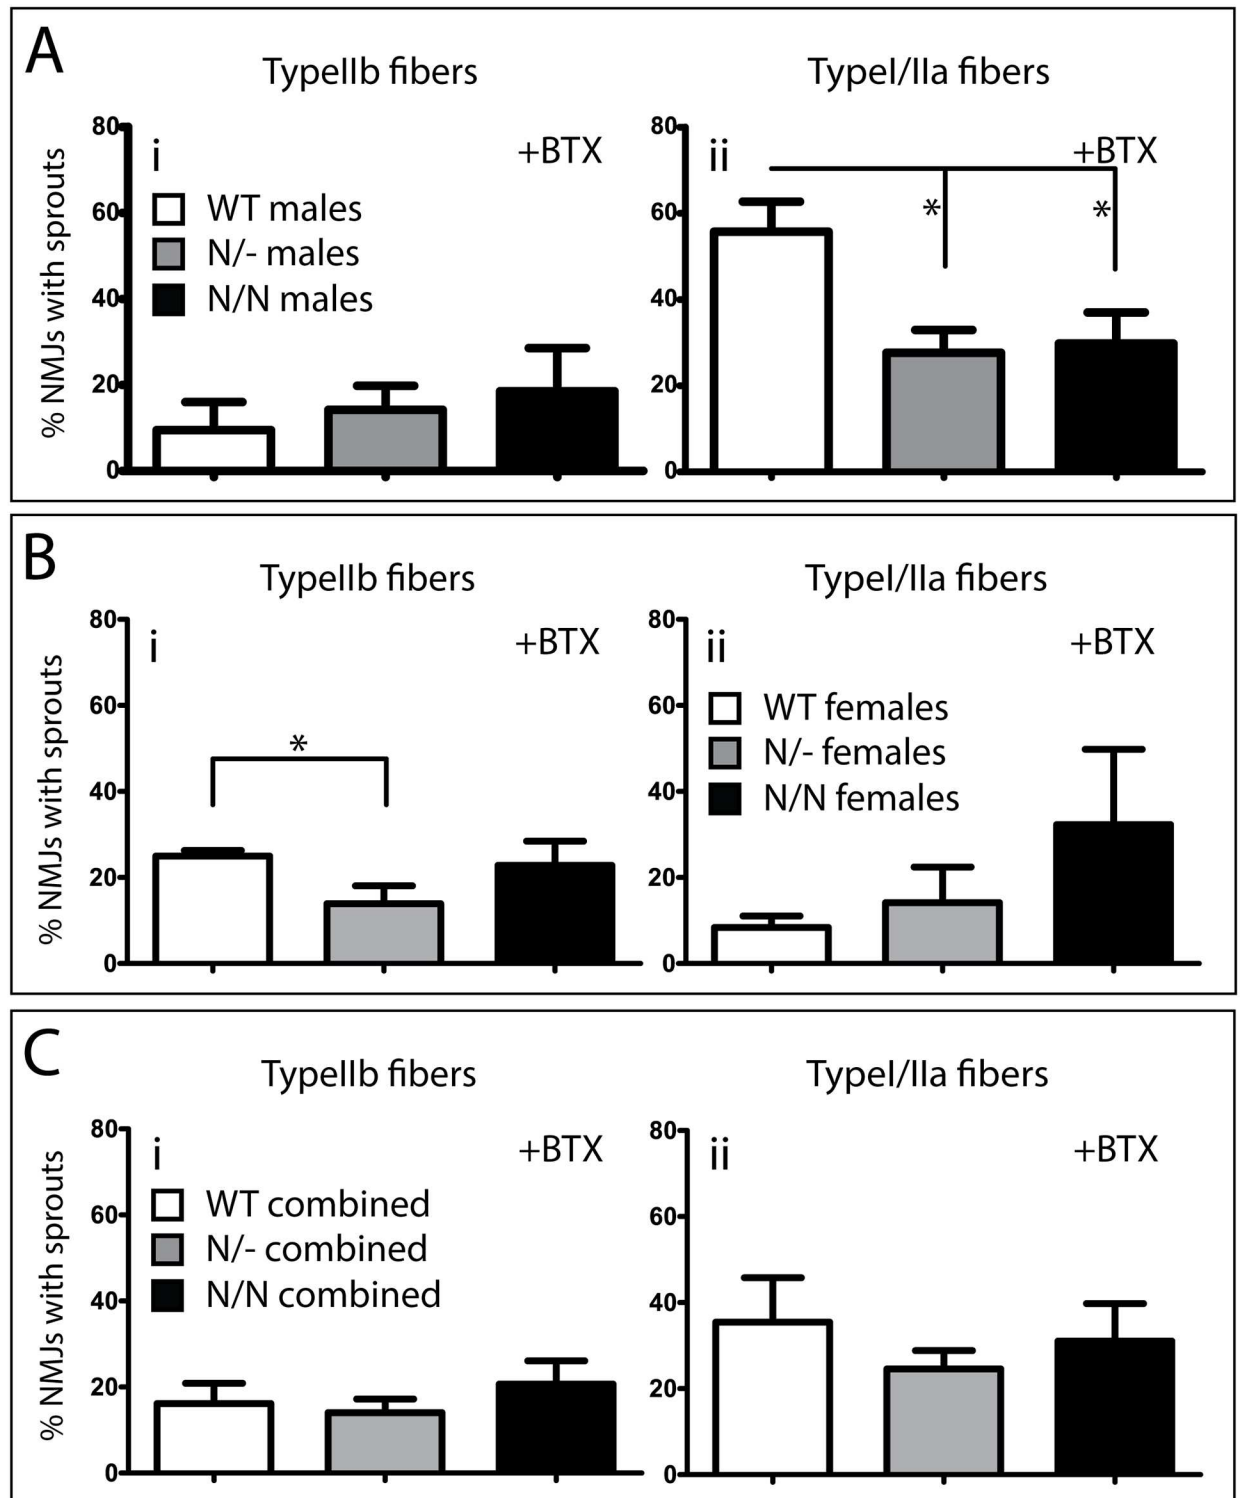 A
TypeIIb fibers
TypeI/IIa fibers
% NMJs with sprouts
80
60
40
20
0
i
+BTX
WT males
N/- males
N/N males
80
60
40
20
0
ii
+BTX
*
*
B
TypeIIb fibers
TypeI/IIa fibers
% NMJs with sprouts
80
60
40
20
0
i
+BTX
*
80
60
40
20
0
ii
+BTX
WT females
N/- females
N/N females
C
TypeIIb fibers
TypeI/IIa fibers
% NMJs with sprouts
80
60
40
20
0
i
+BTX
WT combined
N/- combined
N/N combined
80
60
40
20
0
ii
+BTX